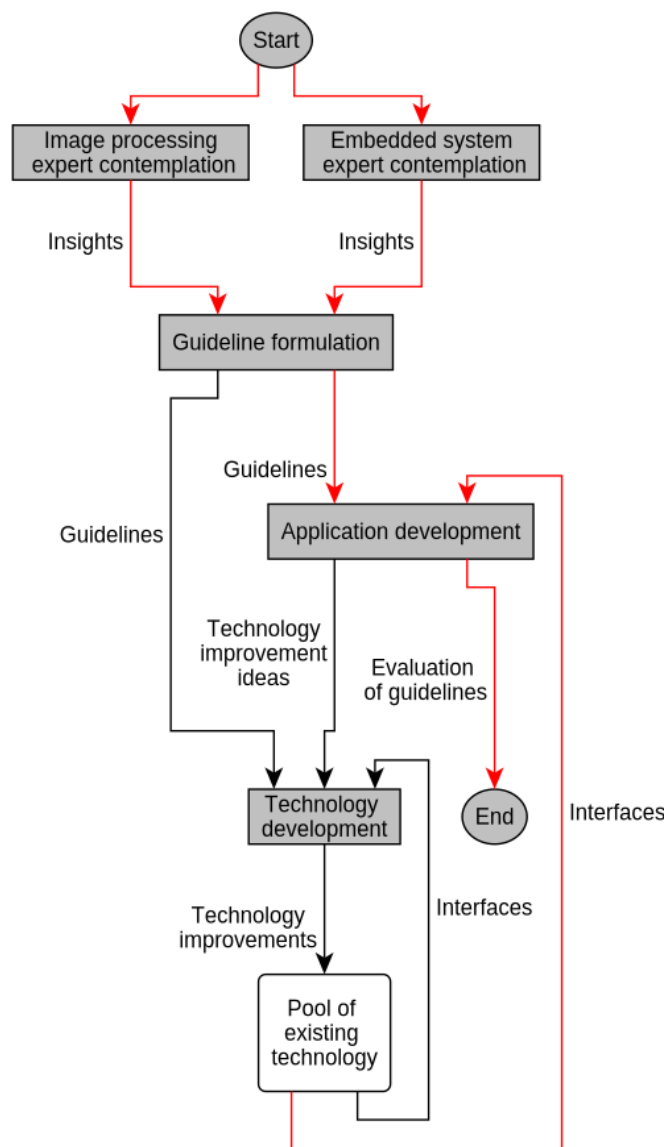 Start
Image processing
expert contemplation
Embedded system
expert contemplation
Insights
Insights
Guideline formulation
Guidelines
Guidelines
Application development
Technology
improvement
ideas
Evaluation
of guidelines
Technology
development
End
Interfaces
Technology
improvements
Interfaces
Pool of
existing
technology